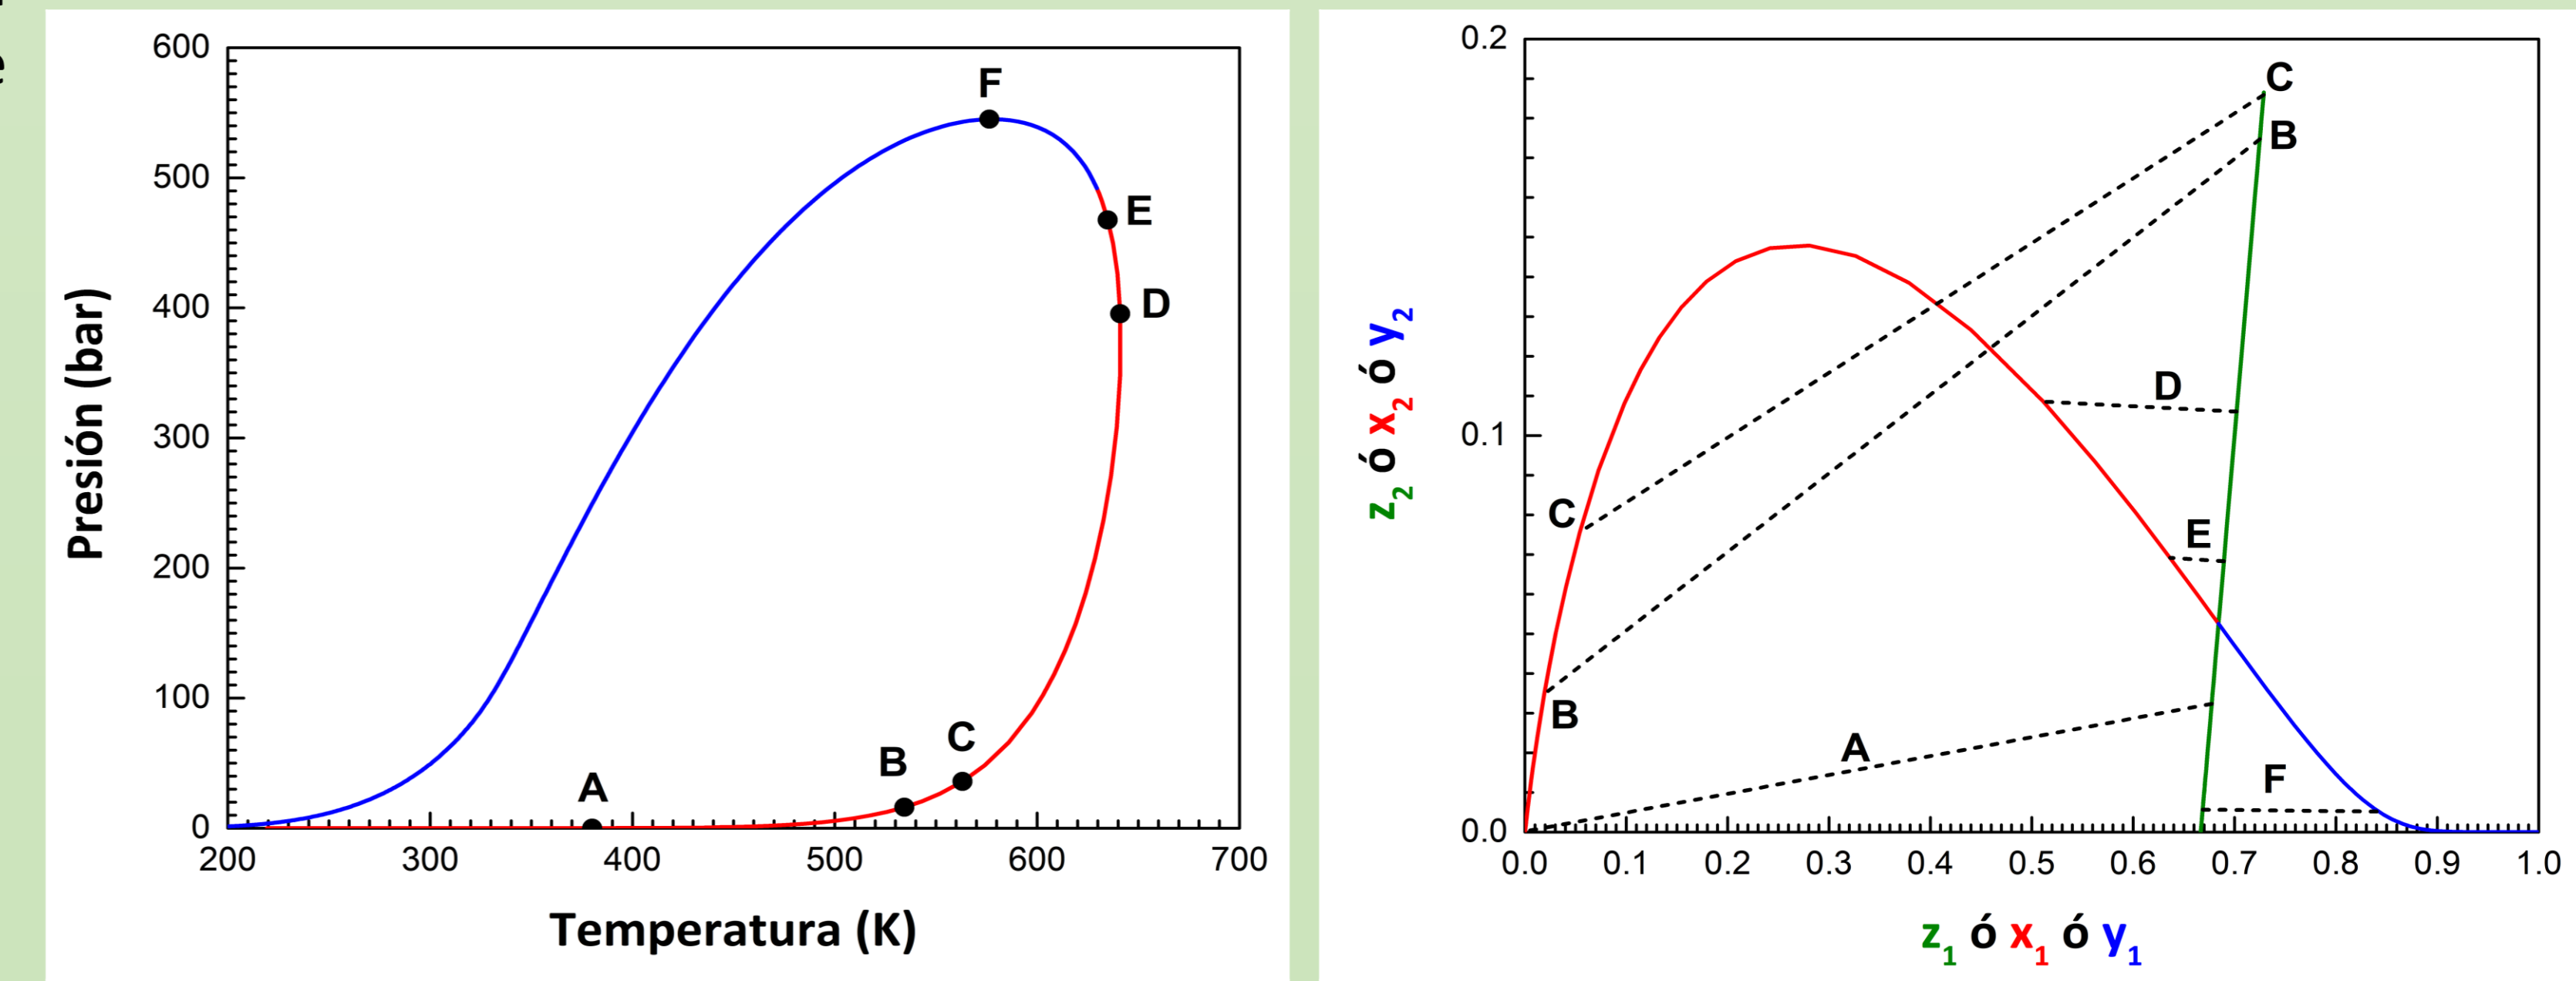 e
600
500
400
300
200
100
0
200 300 400 500 600 700
Presión (bar)
Temperatura (K)
A
B
C
D
E
F
0.2
0.1
0.0
0.0 0.1 0.2 0.3 0.4 0.5 0.6 0.7 0.8 0.9 1.0
z2 ó x2 ó y2
z1 ó x1 ó y1
C
B
D
C
E
B
A
F